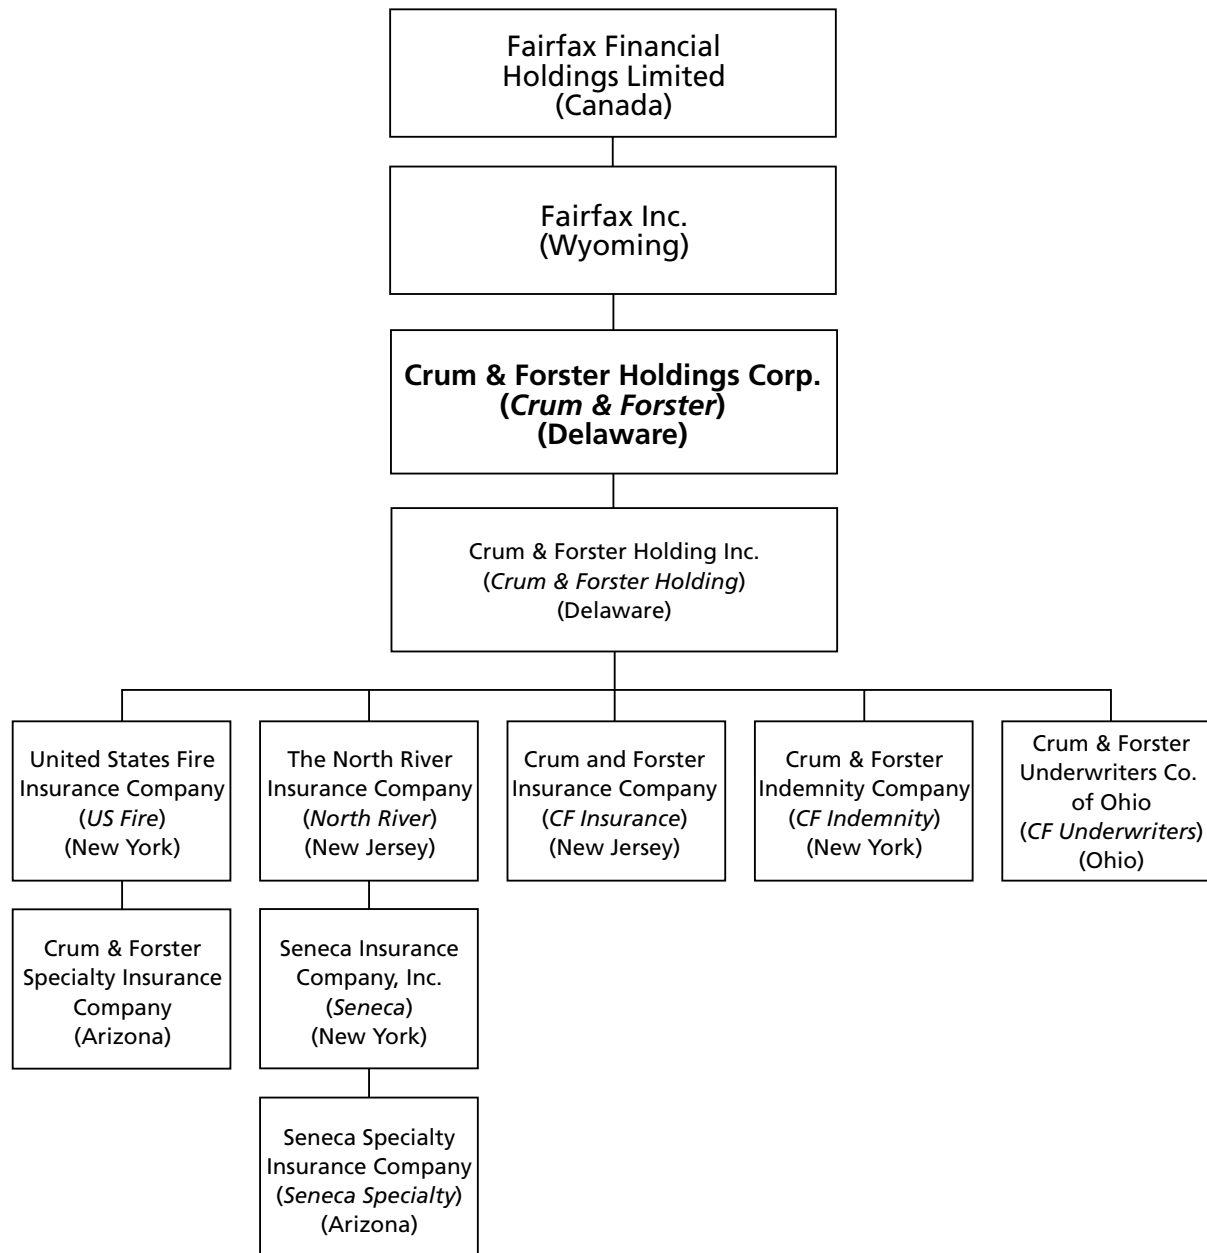 Fairfax Financial
Holdings Limited
(Canada)
Fairfax Inc.
(Wyoming)
Crum & Forster Holdings Corp.
(Crum & Forster)
(Delaware)
Crum & Forster Holding Inc.
(Crum & Forster Holding)
(Delaware)
United States Fire
Insurance Company
(US Fire)
(New York)
The North River
Insurance Company
(North River)
(New Jersey)
Crum and Forster
Insurance Company
(CF Insurance)
(New Jersey)
Crum & Forster
Indemnity Company
(CF Indemnity)
(New York)
Crum & Forster
Underwriters Co.
of Ohio
(CF Underwriters)
(Ohio)
Crum & Forster
Specialty Insurance
Company
(Arizona)
Seneca Insurance
Company, Inc.
(Seneca)
(New York)
Seneca Specialty
Insurance Company
(Seneca Specialty)
(Arizona)